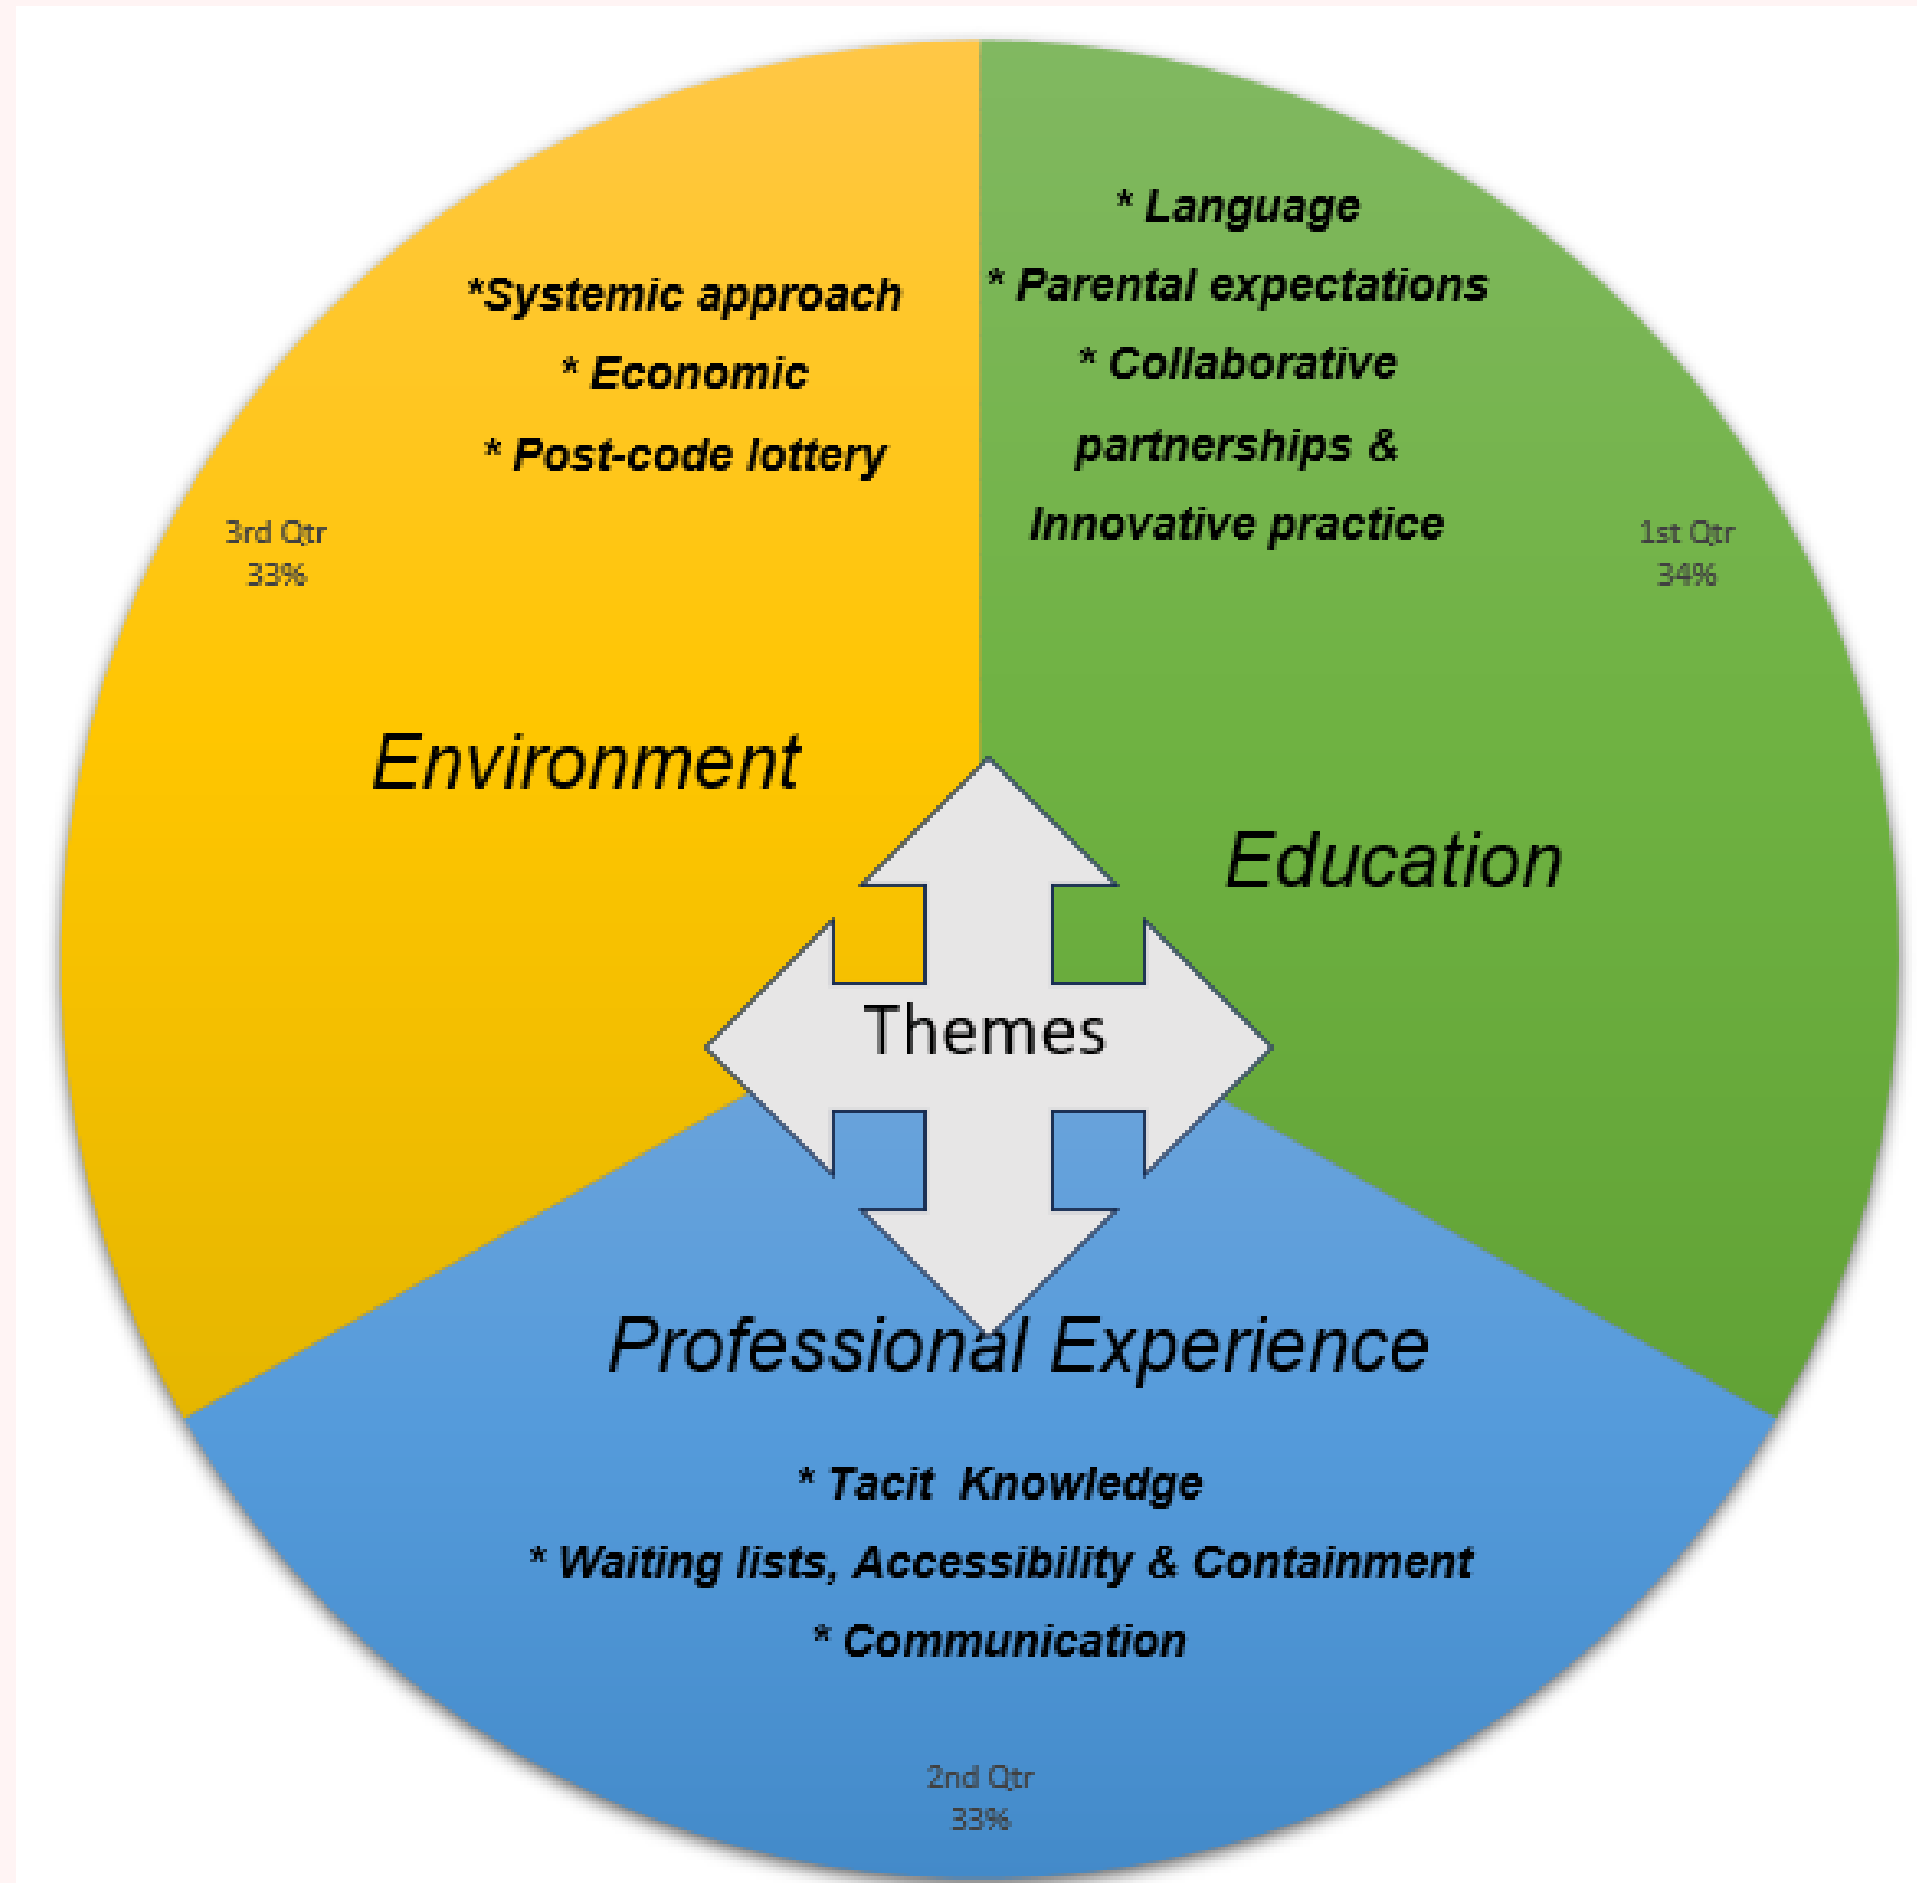 *Systemic approach
* Economic
* Post-code lottery
3rd Qtr
33%
Environment
* Language
* Parental expectations
* Collaborative
partnerships &
Innovative practice
1st Qtr
34%
Education
Themes
Professional Experience
* Tacit Knowledge
* Waiting lists, Accessibility & Containment
* Communication
2nd Qtr
33%